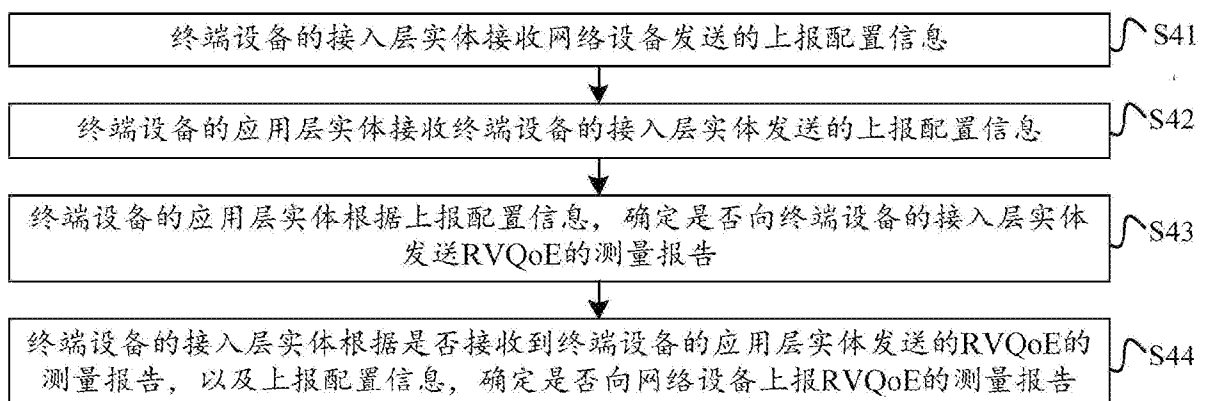 终端设备的接入层实体接收网络设备发送的上报配置信息
S41
终端设备的应用层实体接收终端设备的接入层实体发送的上报配置信息
S42
终端设备的应用层实体根据上报配置信息，确定是否向终端设备的接入层实体
发送RVQoE的测量报告
S43
终端设备的接入层实体根据是否接收到终端设备的应用层实体发送的RVQoE的
测量报告，以及上报配置信息，确定是否向网络设备上报RVQoE的测量报告
S44